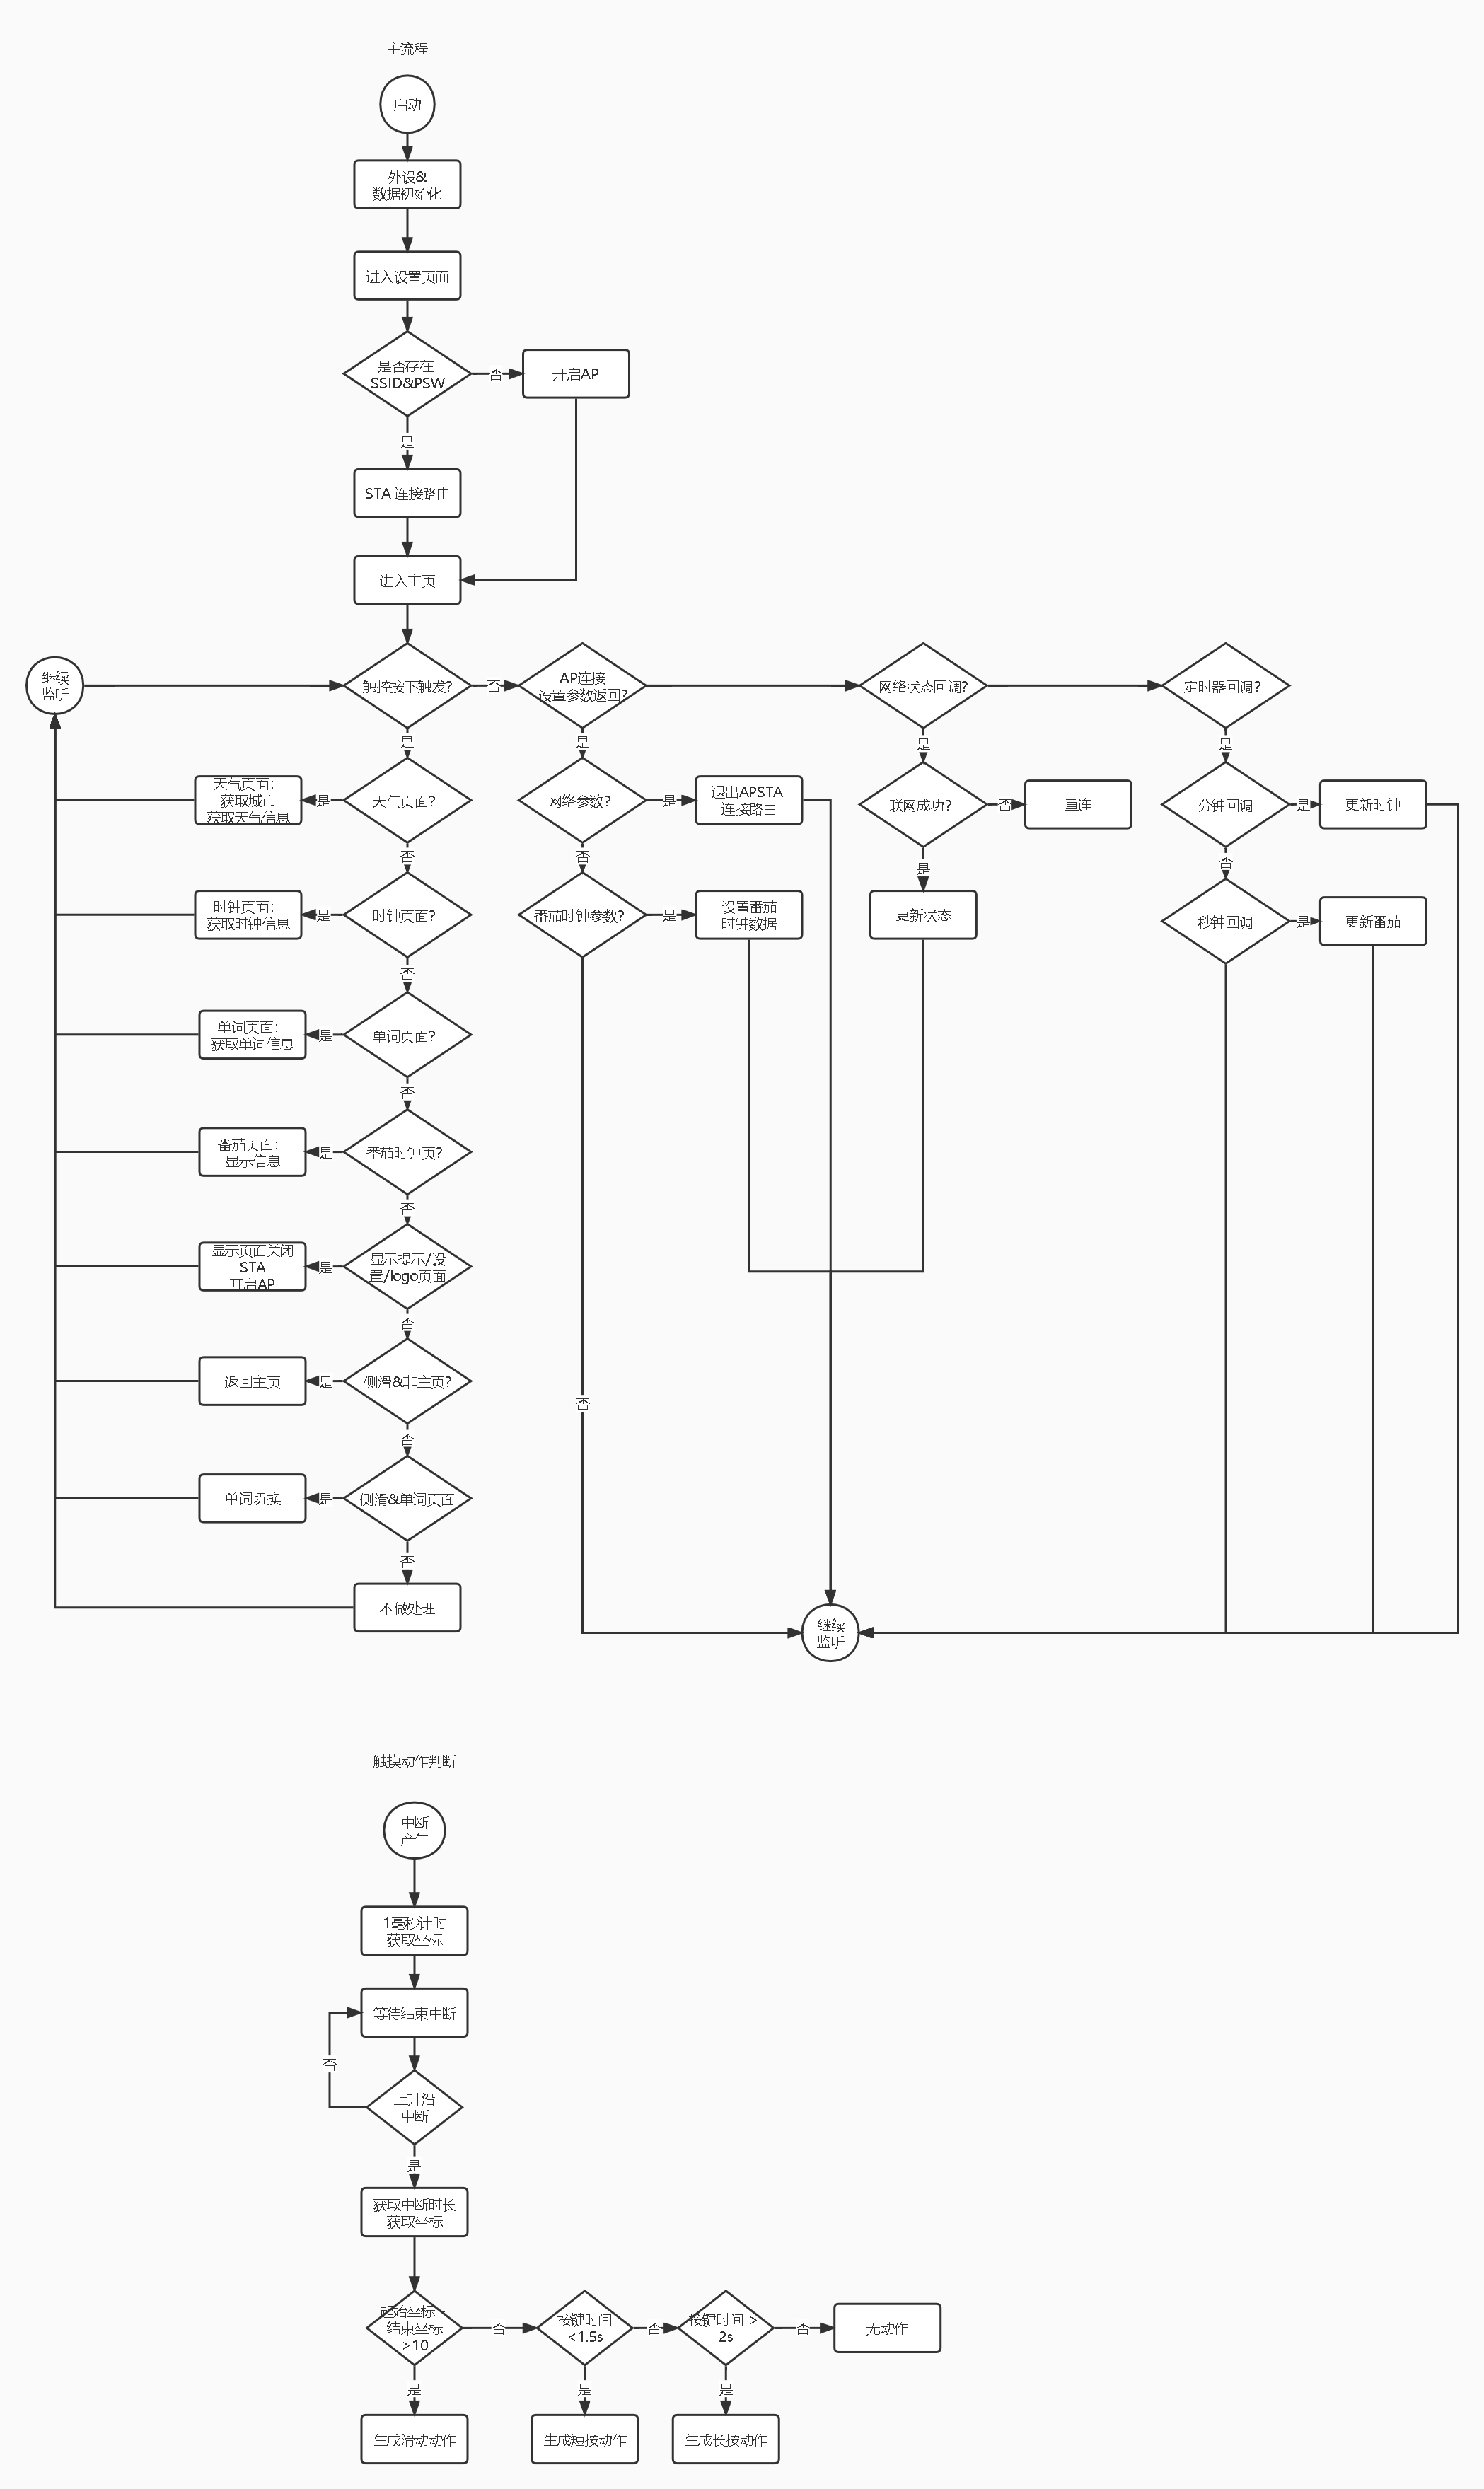 主流程
启动
外设&
数据初始化
进入设置页面
是否存在
SSID&PSW
否
开启AP
是
STA 连接路由
进入主页
继续
监听
触控按下触发?
否
AP连接
设置参数返回?
网络状态回调?
定时器回调?
是
是
是
是
天气页面:
获取城市
获取天气信息
是
天气页面?
网络参数?
是
退出APSTA
连接路由
联网成功?
否
重连
分钟回调
是
更新时钟
否
否
是
否
时钟页面:
获取时钟信息
是
时钟页面?
番茄时钟参数?
是
设置番茄
时钟数据
更新状态
秒钟回调
是
更新番茄
否
单词页面:
获取单词信息
是
单词页面?
否
番茄页面:
显示信息
是
番茄时钟页?
否
显示页面关闭
STA
开启AP
是
显示提示/设
置/logo页面
否
返回主页
是
侧滑&非主页?
否
否
单词切换
是
侧滑&单词页面
否
不做处理
继续
监听
触摸动作判断
中断
产生
1毫秒计时
获取坐标
等待结束中断
否
上升沿
中断
是
获取中断时长
获取坐标
起始坐标 -
结束坐标
>10
否
按键时间
<1.5s
否
按键时间 >
2s
否
无动作
是
是
是
生成滑动动作
生成短按动作
生成长按动作